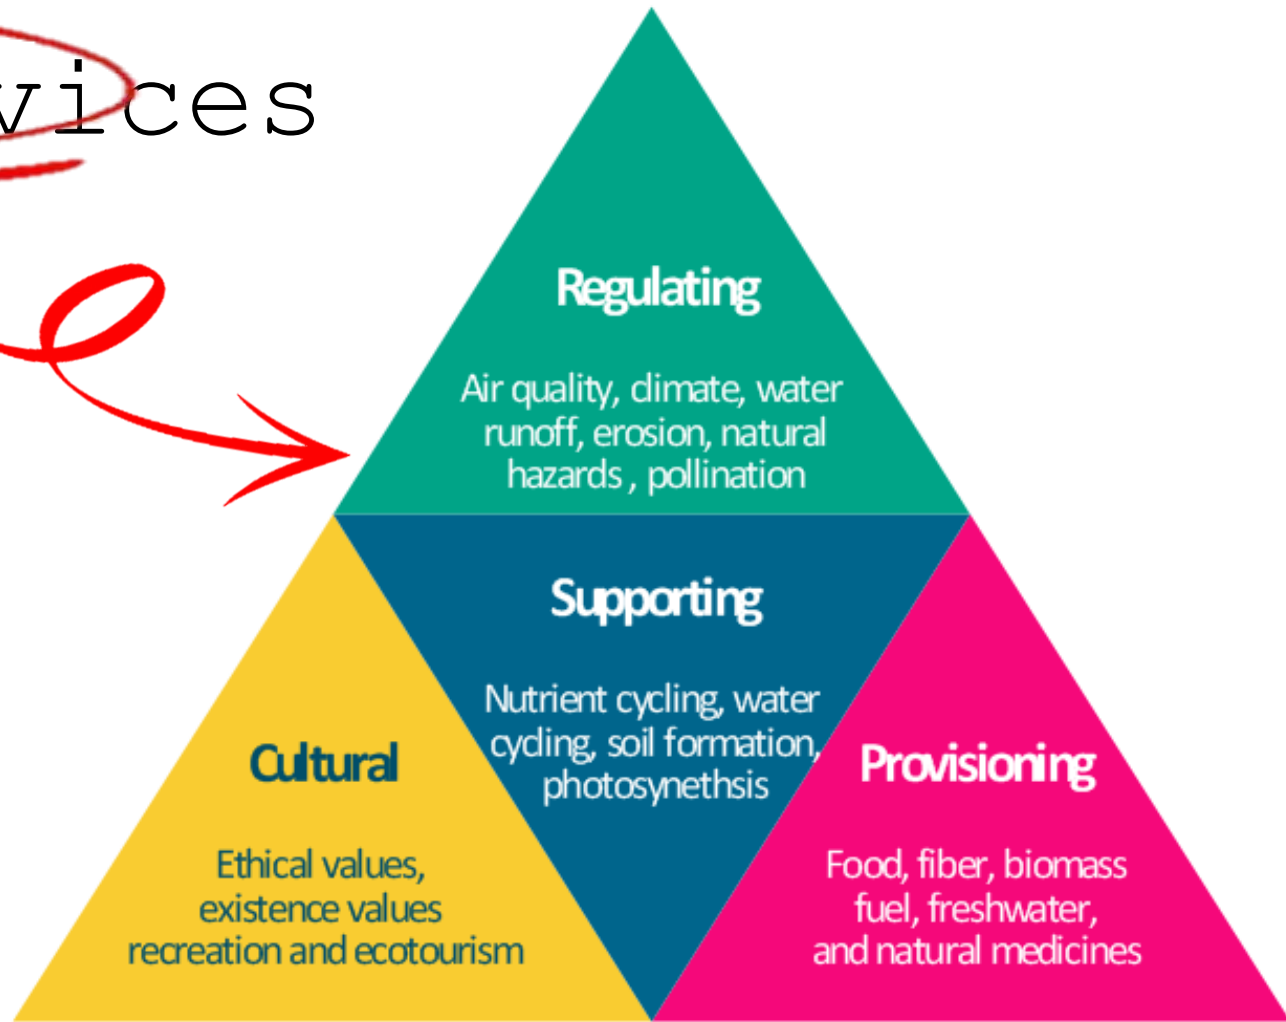 vices
Regulating
Air quality, climate, water
runoff, erosion, natural
hazards , pollination
Supporting
Nutrient cycling, water
cycling, soil formation,
photosynethsis
Cultural
Ethical values,
existence values
recreation and ecotourism
Provisioning
Food, fiber, biomass
fuel, freshwater,
and natural medicines